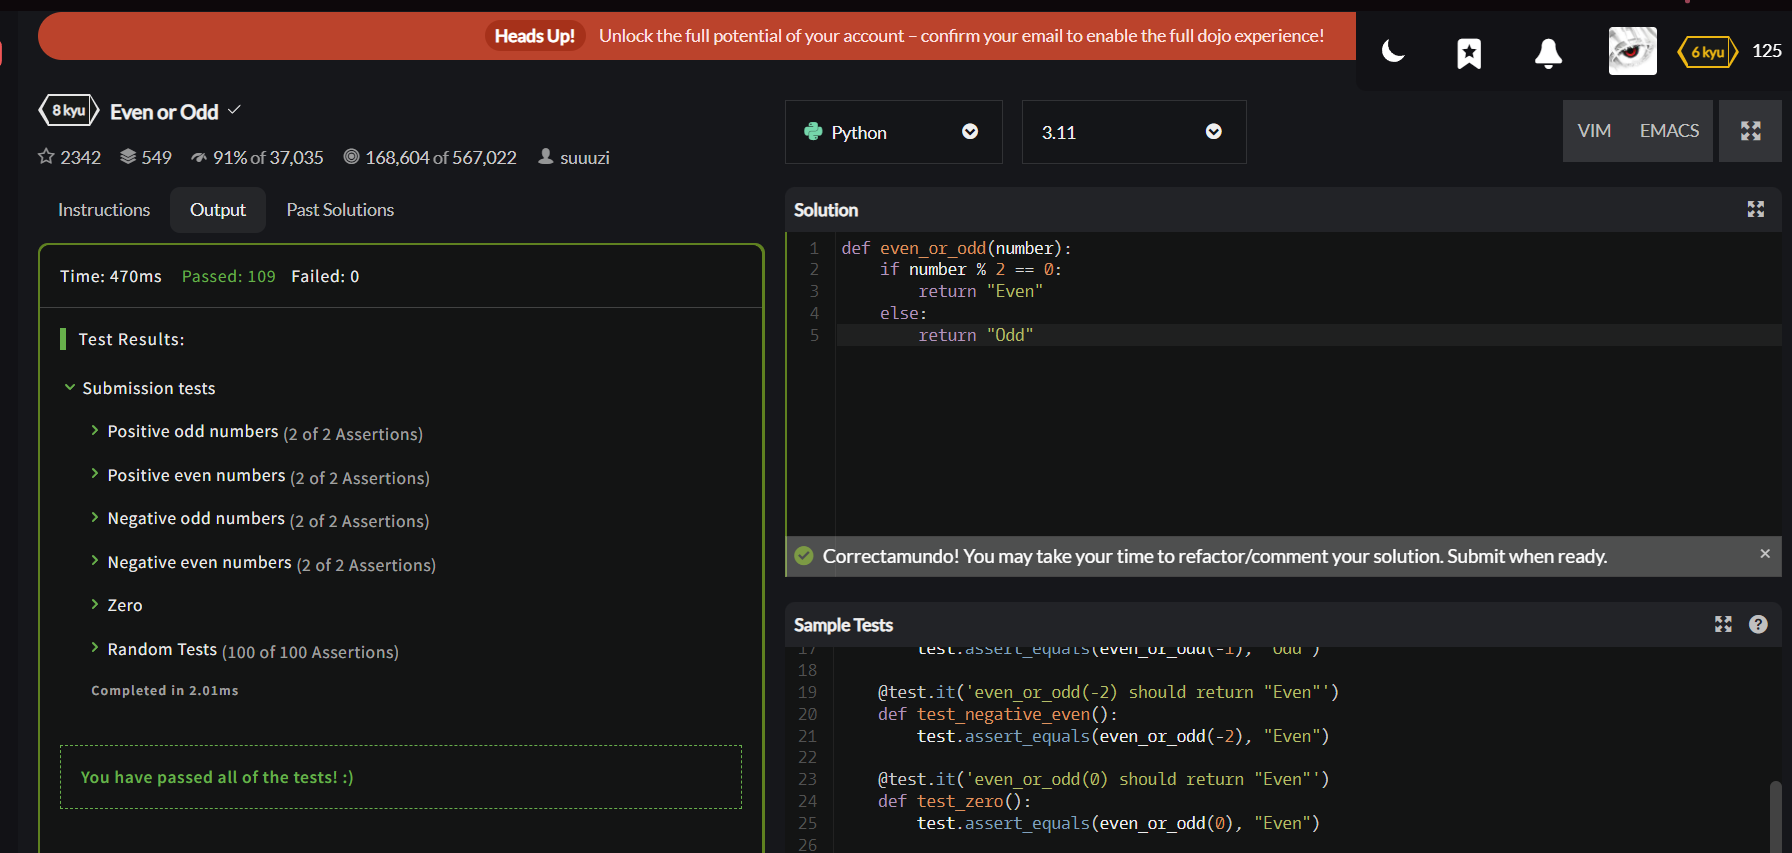 Heads Up! Unlock the full potential of your account – confirm your email to enable the full dojo experience!
6 kyu 125
8 kyu Even or Odd
2342 549 91% of 37,035 168,604 of 567,022 suuuzi
Python 3.11 VIM EMACS
Instructions Output Past Solutions
Time: 470ms Passed: 109 Failed: 0
Test Results:
Submission tests
Positive odd numbers (2 of 2 Assertions)
Positive even numbers (2 of 2 Assertions)
Negative odd numbers (2 of 2 Assertions)
Negative even numbers (2 of 2 Assertions)
Zero
Random Tests (100 of 100 Assertions)
Completed in 2.01ms
You have passed all of the tests! :)
Solution
1 def even_or_odd(number):
2     if number % 2 == 0:
3         return "Even"
4     else:
5         return "Odd"
Correctamundo! You may take your time to refactor/comment your solution. Submit when ready. ×
Sample Tests ?
17         test.assert_equals(even_or_odd(-1), "Odd")
18
19     @test.it('even_or_odd(-2) should return "Even"')
20     def test_negative_even():
21         test.assert_equals(even_or_odd(-2), "Even")
22
23     @test.it('even_or_odd(0) should return "Even"')
24     def test_zero():
25         test.assert_equals(even_or_odd(0), "Even")
26